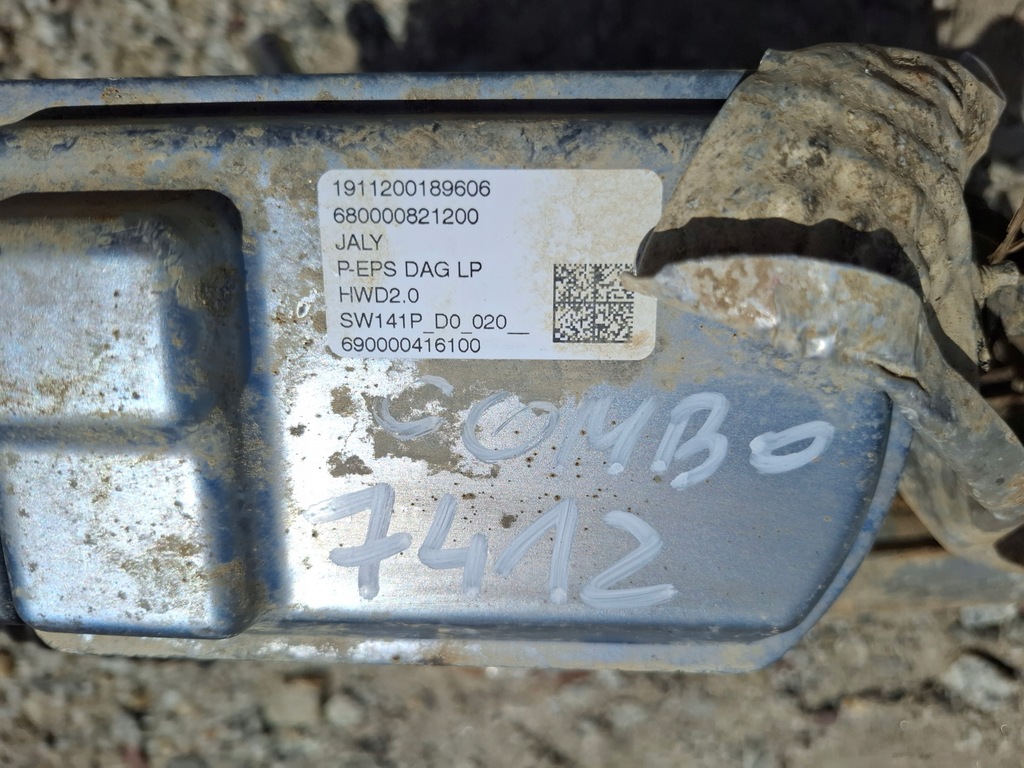 1911200189606
680000821200
JALY
P-EPS DAG LP
HWD2.0
SW141P_D0_020__
690000416100
COMBO
7412